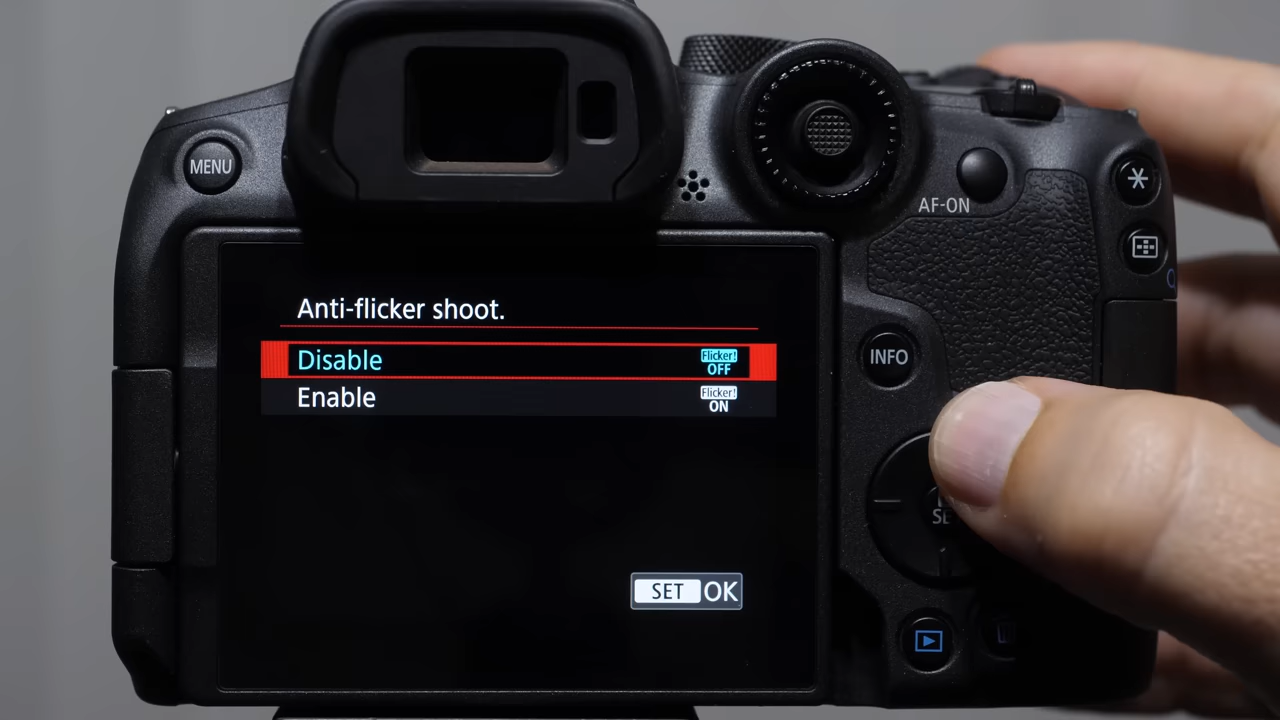 MENU
AF-ON
Anti-flicker shoot.
Disable
Flicker!
OFF
Enable
Flicker!
ON
INFO
SET OK